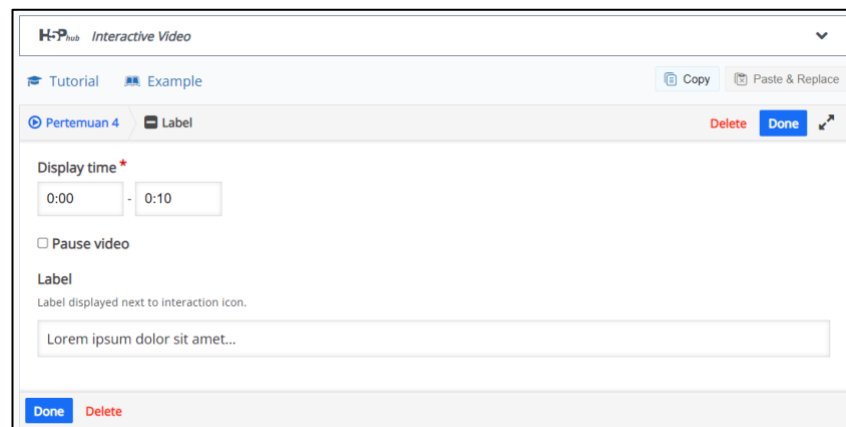 H5P hub Interactive Video
Tutorial Example Copy Paste & Replace
Pertemuan 4 Label Delete Done
Display time *
0:00 - 0:10
Pause video
Label
Label displayed next to interaction icon.
Lorem ipsum dolor sit amet...
Done Delete